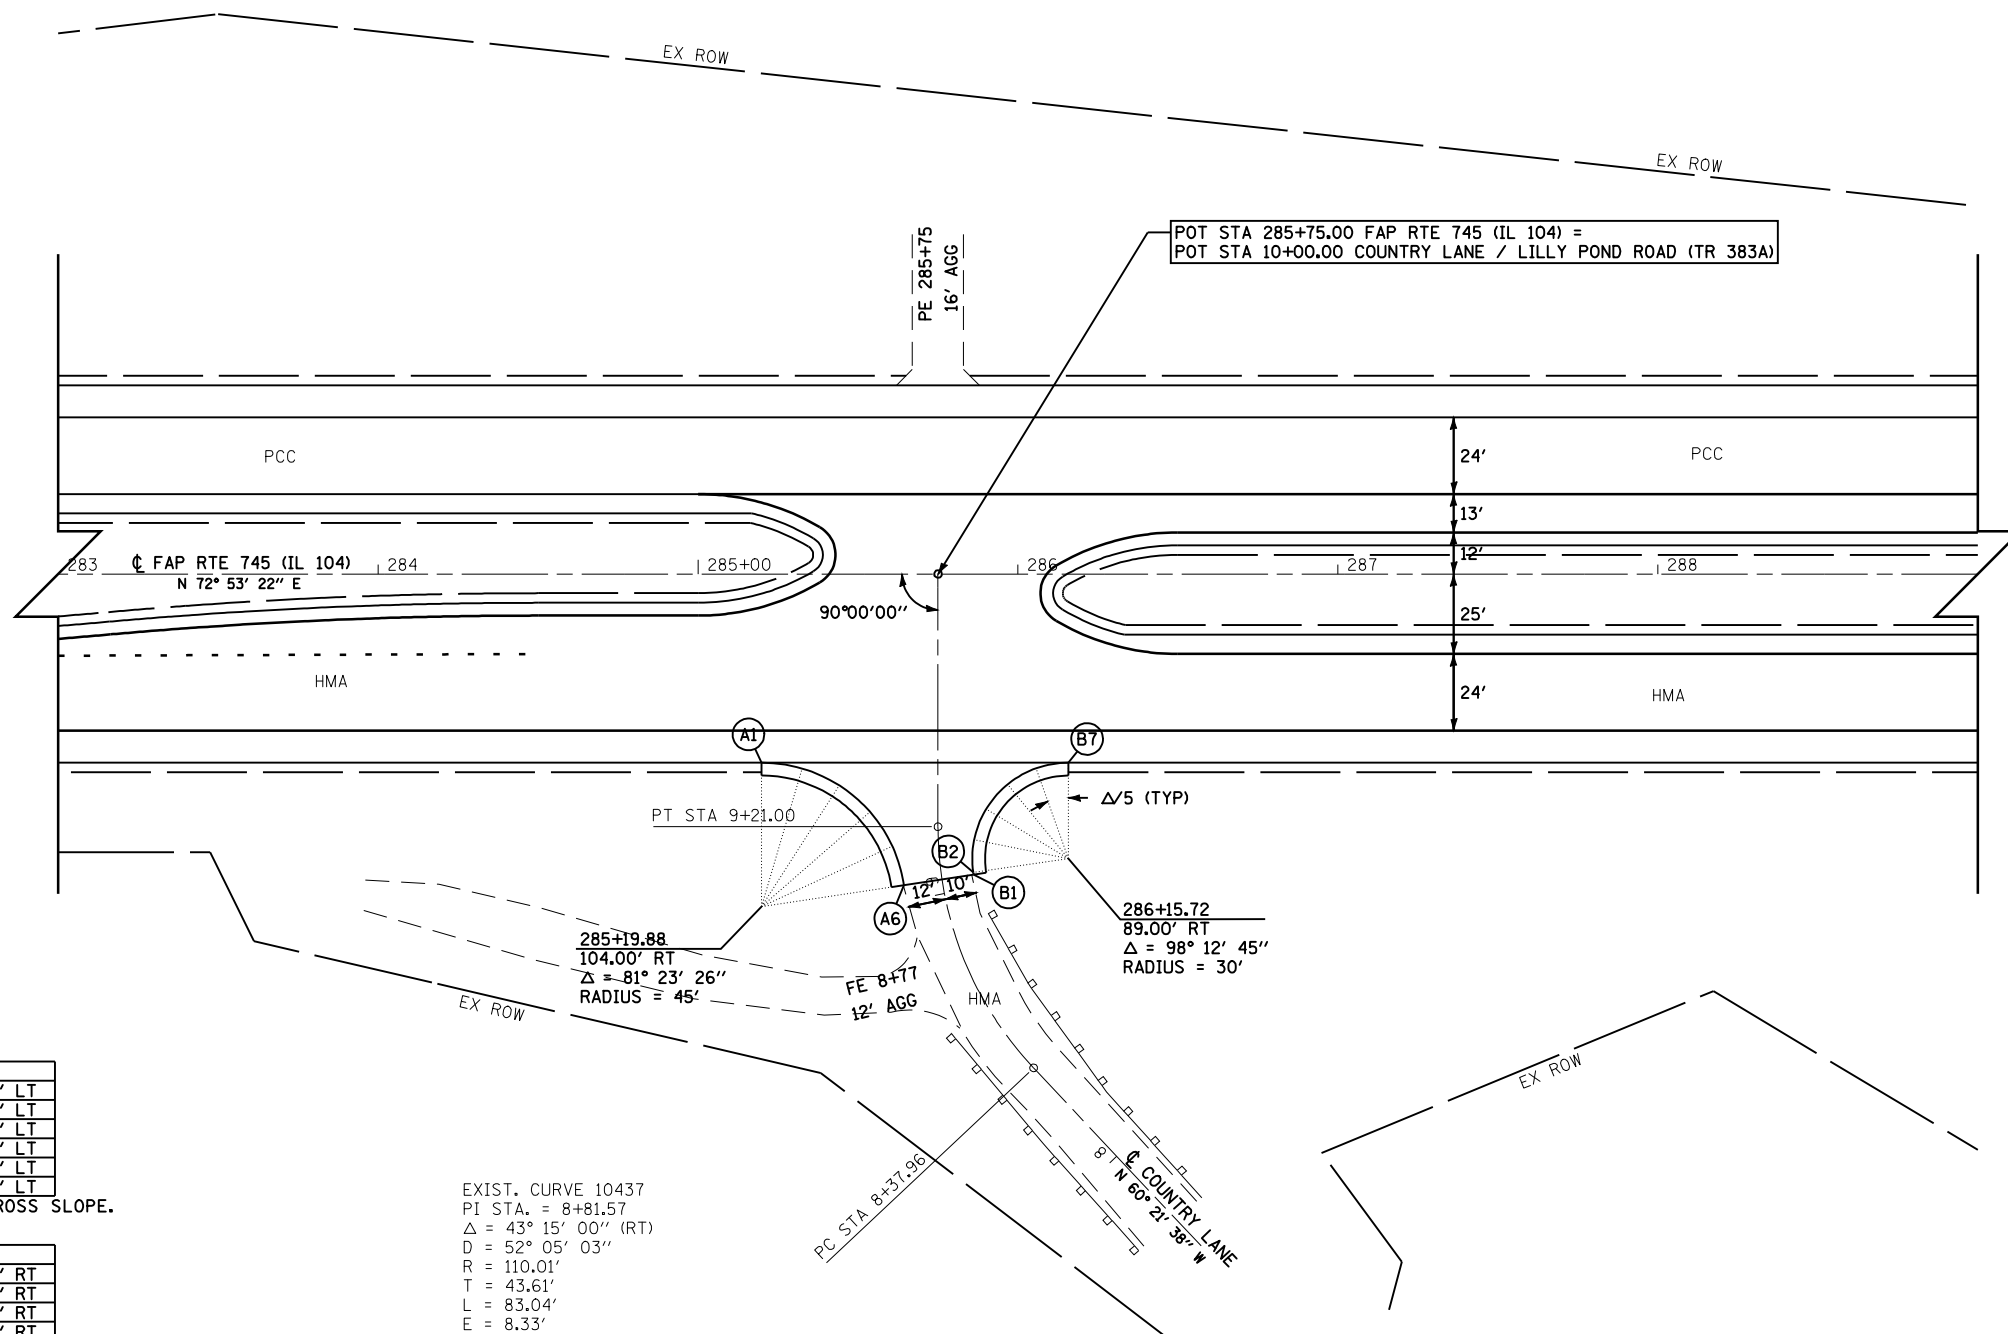 EX ROW
EX ROW
POT STA 285+75.00 FAP RTE 745 (IL 104) =
POT STA 10+00.00 COUNTRY LANE / LILLY POND ROAD (TR 383A)
PE 285+75
16' AGG
PCC
24'
PCC
13'
12'
283
℄ FAP RTE 745 (IL 104)
N 72° 53' 22'' E
284
285+00
286
287
288
90°00'00''
25'
HMA
24'
HMA
A1
B7
Δ/5 (TYP)
PT STA 9+21.00
B2
12'
10'
B1
A6
285+19.88
104.00' RT
Δ = 81° 23' 26''
RADIUS = 45'
286+15.72
89.00' RT
Δ = 98° 12' 45''
RADIUS = 30'
FE 8+77
12' AGG
HMA
EX ROW
EX ROW
' LT
' LT
' LT
' LT
' LT
' LT
ROSS SLOPE.
' RT
' RT
' RT
' RT
PC STA 8+37.96
8
℄ COUNTRY LANE
N 60° 21' 38'' W
EXIST. CURVE 10437
PI STA. = 8+81.57
Δ = 43° 15' 00'' (RT)
D = 52° 05' 03''
R = 110.01'
T = 43.61'
L = 83.04'
E = 8.33'